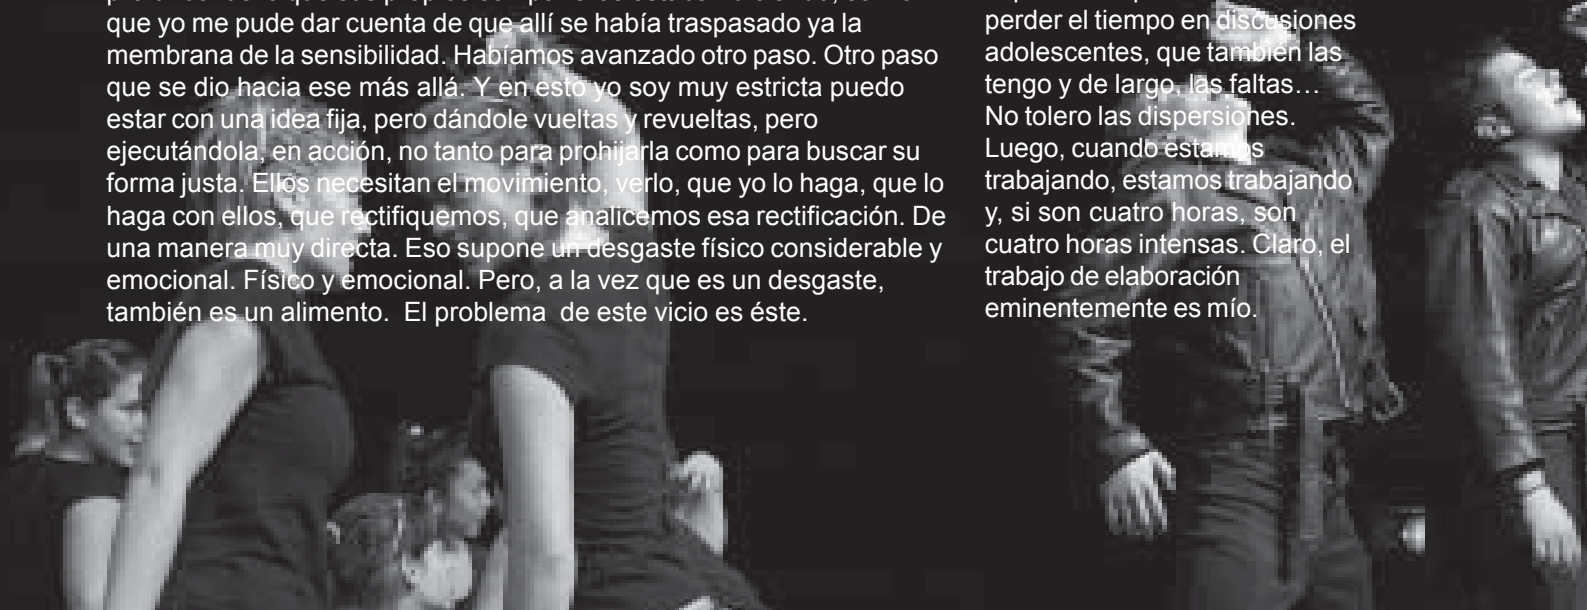 que yo me pude dar cuenta de que allí se había traspasado ya la
membrana de la sensibilidad. Habíamos avanzado otro paso. Otro paso
que se dio hacia ese más allá. Y en esto yo soy muy estricta puedo
estar con una idea fija, pero dándole vueltas y revueltas, pero
ejecutándola, en acción, no tanto para prohijarla como para buscar su
forma justa. Ellos necesitan el movimiento, verlo, que yo lo haga, que lo
haga con ellos, que rectifiquemos, que analicemos esa rectificación. De
una manera muy directa. Eso supone un desgaste físico considerable y
emocional. Físico y emocional. Pero, a la vez que es un desgaste,
también es un alimento.  El problema  de este vicio es éste.
perder el tiempo en discusiones
adolescentes, que también las
tengo y de largo, las faltas…
No tolero las dispersiones.
Luego, cuando estamos
trabajando, estamos trabajando
y, si son cuatro horas, son
cuatro horas intensas. Claro, el
trabajo de elaboración
eminentemente es mío.